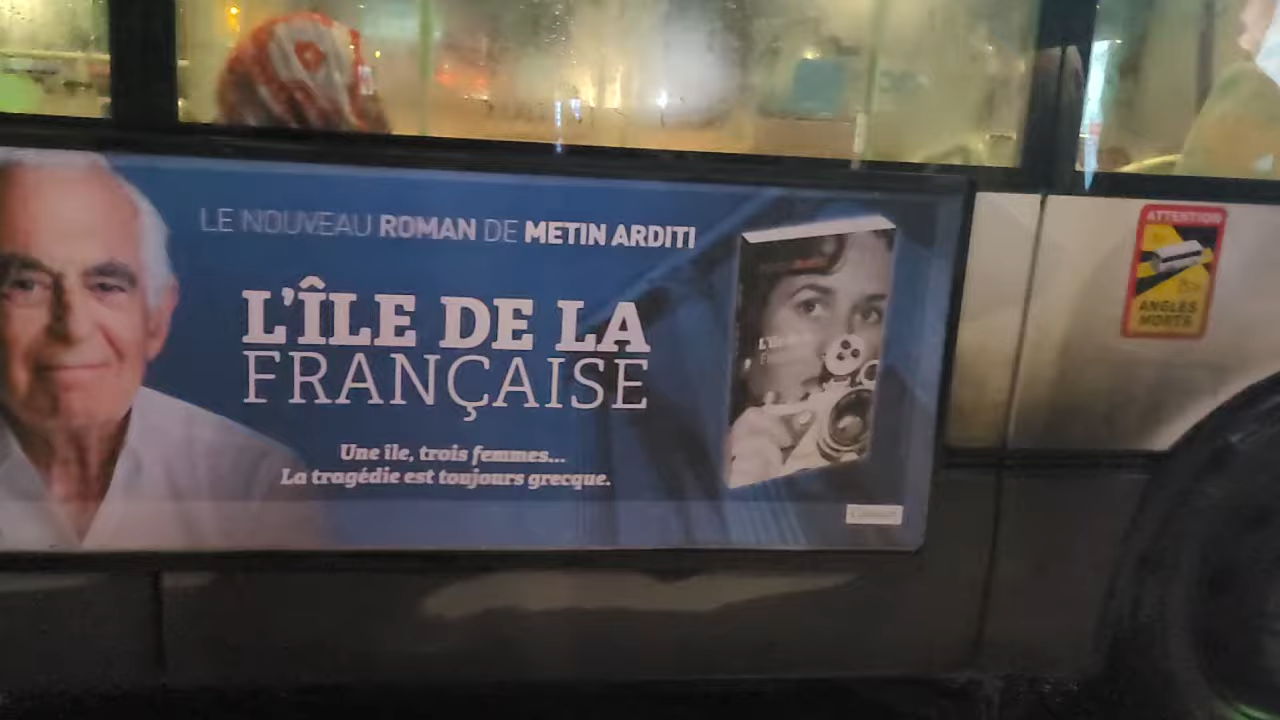 LE NOUVEAU ROMAN DE METIN ARDITI
L'ÎLE DE LA
FRANÇAISE
Une île, trois femmes...
La tragédie est toujours grecque.
ATTENTION
ANGLES
MORTS